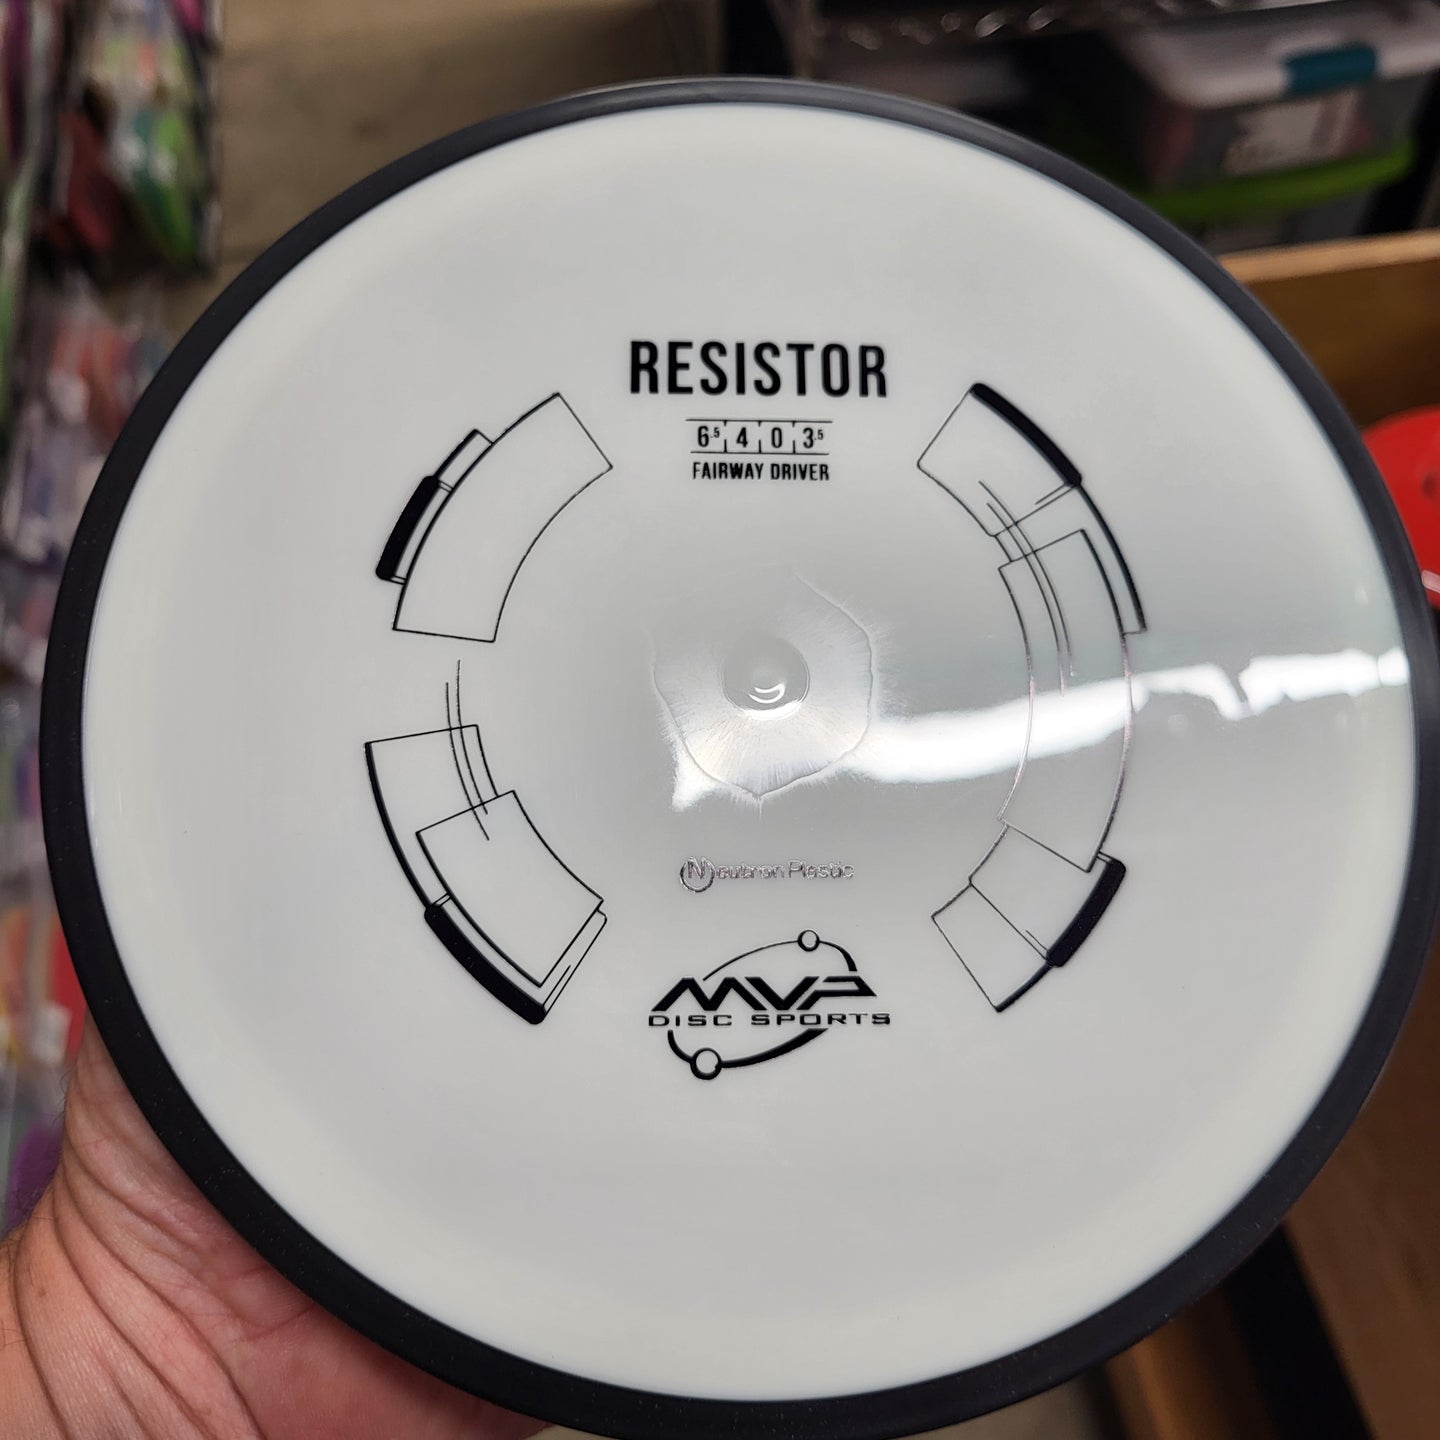 RESISTOR
6.5 4 0 3.5
FAIRWAY DRIVER
Neutron Plastic
MVP
DISC SPORTS